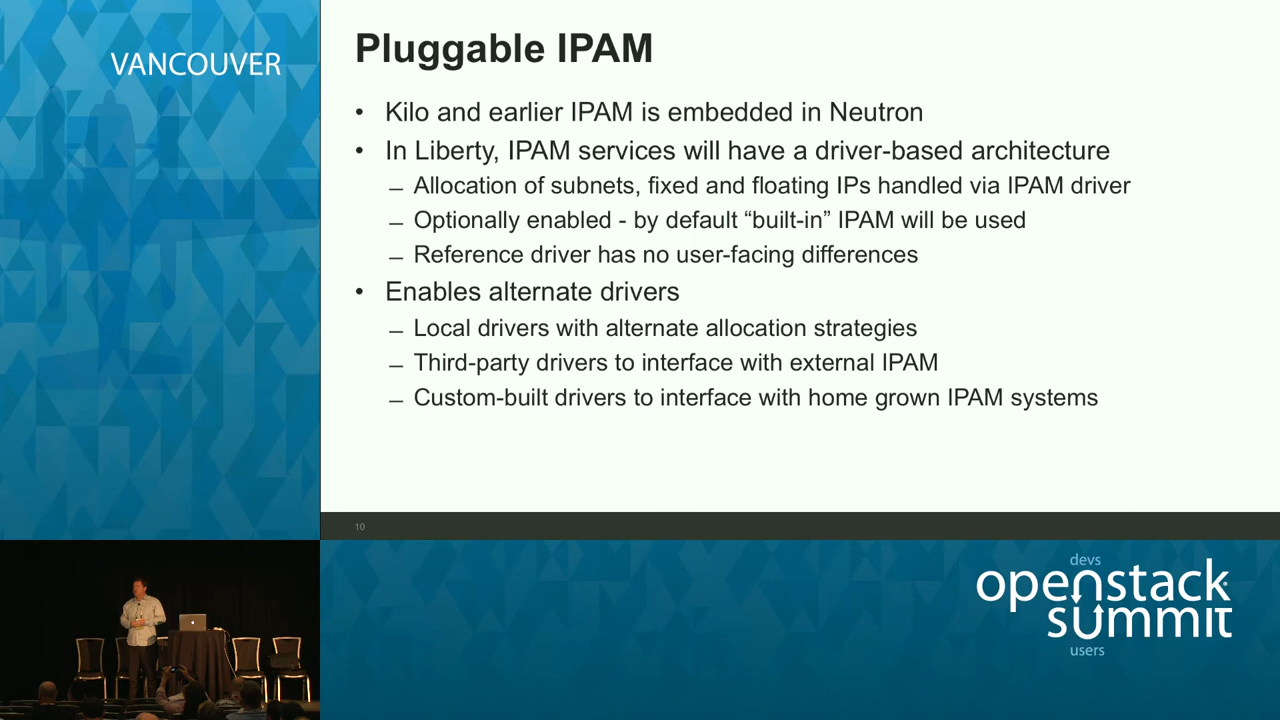 VANCOUVER
Pluggable IPAM
• Kilo and earlier IPAM is embedded in Neutron
• In Liberty, IPAM services will have a driver-based architecture
– Allocation of subnets, fixed and floating IPs handled via IPAM driver
– Optionally enabled - by default “built-in” IPAM will be used
– Reference driver has no user-facing differences
• Enables alternate drivers
– Local drivers with alternate allocation strategies
– Third-party drivers to interface with external IPAM
– Custom-built drivers to interface with home grown IPAM systems
10
devs
openstack
summit
users